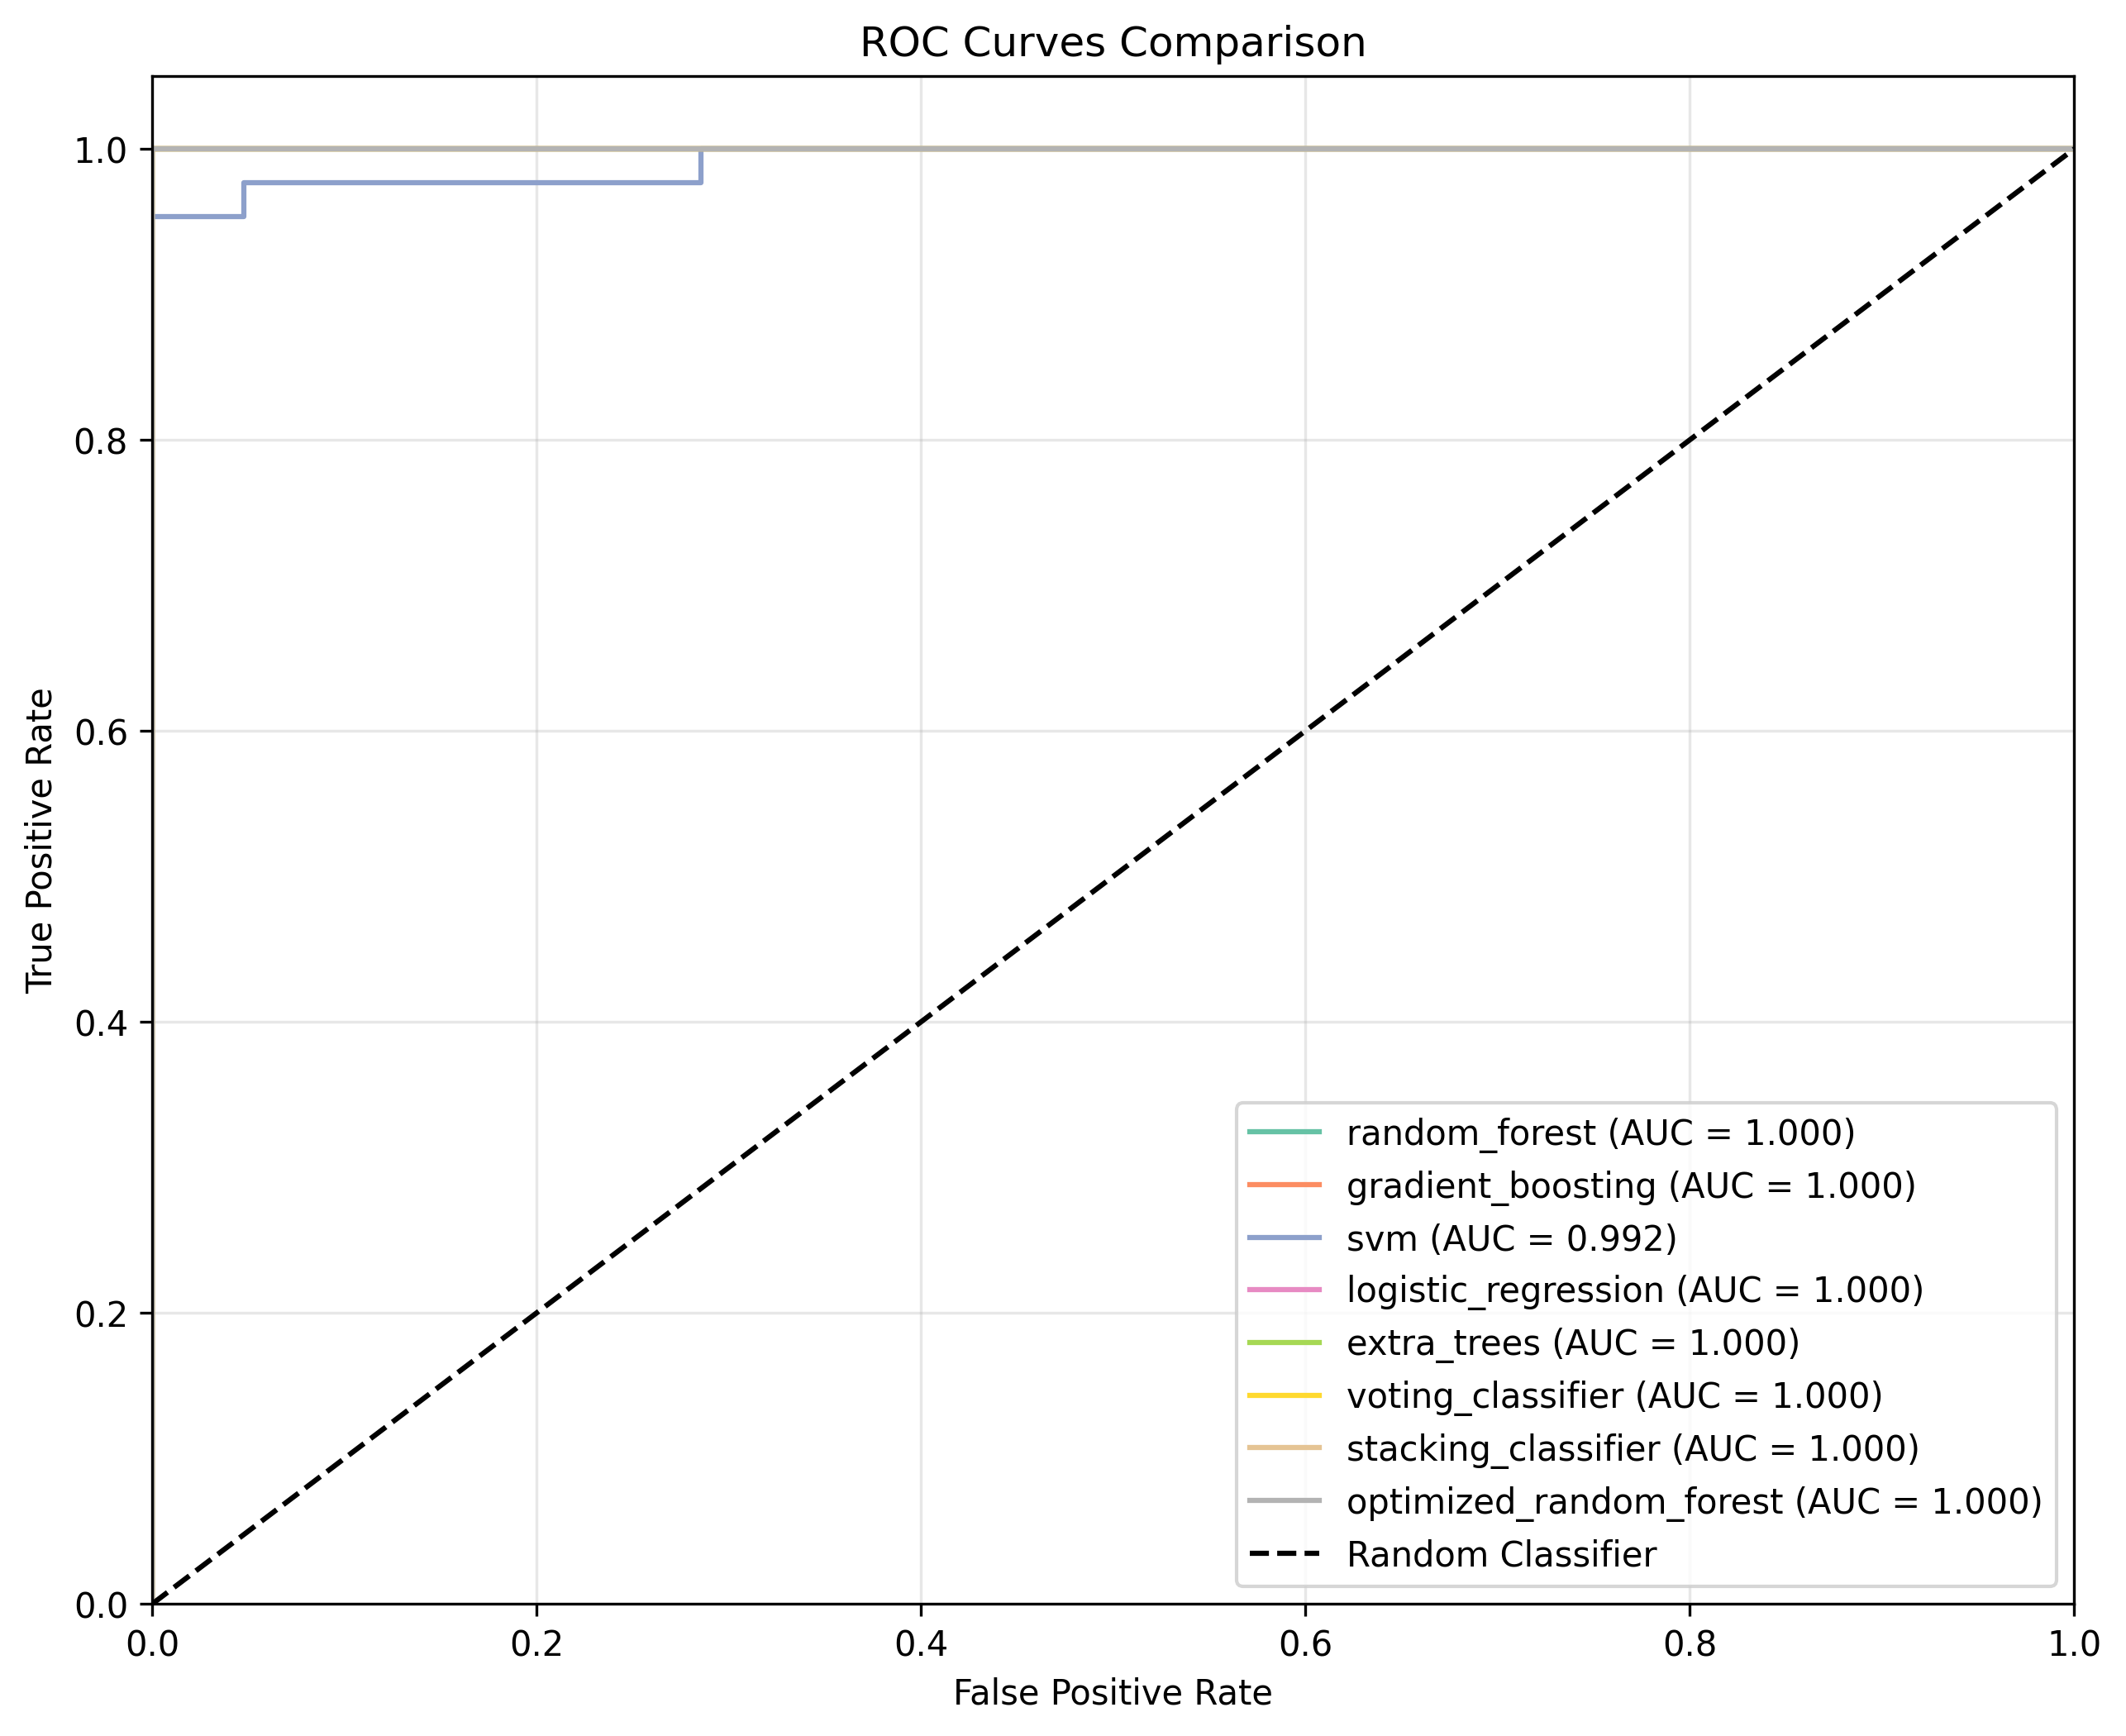 ROC Curves Comparison
1.0
0.8
0.6
0.4
0.2
0.0
True Positive Rate
random_forest (AUC = 1.000)
gradient_boosting (AUC = 1.000)
svm (AUC = 0.992)
logistic_regression (AUC = 1.000)
extra_trees (AUC = 1.000)
voting_classifier (AUC = 1.000)
stacking_classifier (AUC = 1.000)
optimized_random_forest (AUC = 1.000)
Random Classifier
0.0 0.2 0.4 0.6 0.8 1.0
False Positive Rate